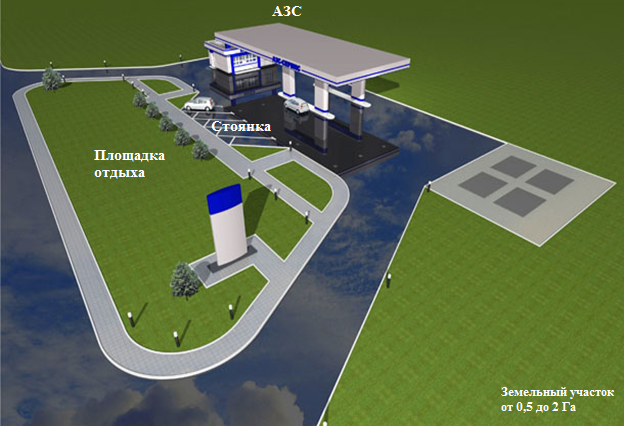 АЗС
Стоянка
Площадка
отдыха
Земельный участок
от 0,5 до 2 Га